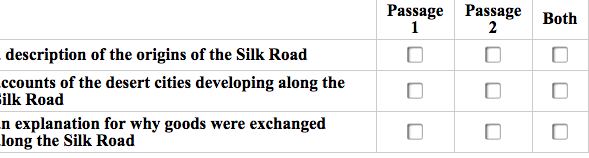 Passage Passage Both
1 2
description of the origins of the Silk Road
ccounts of the desert cities developing along the
ilk Road
n explanation for why goods were exchanged
long the Silk Road